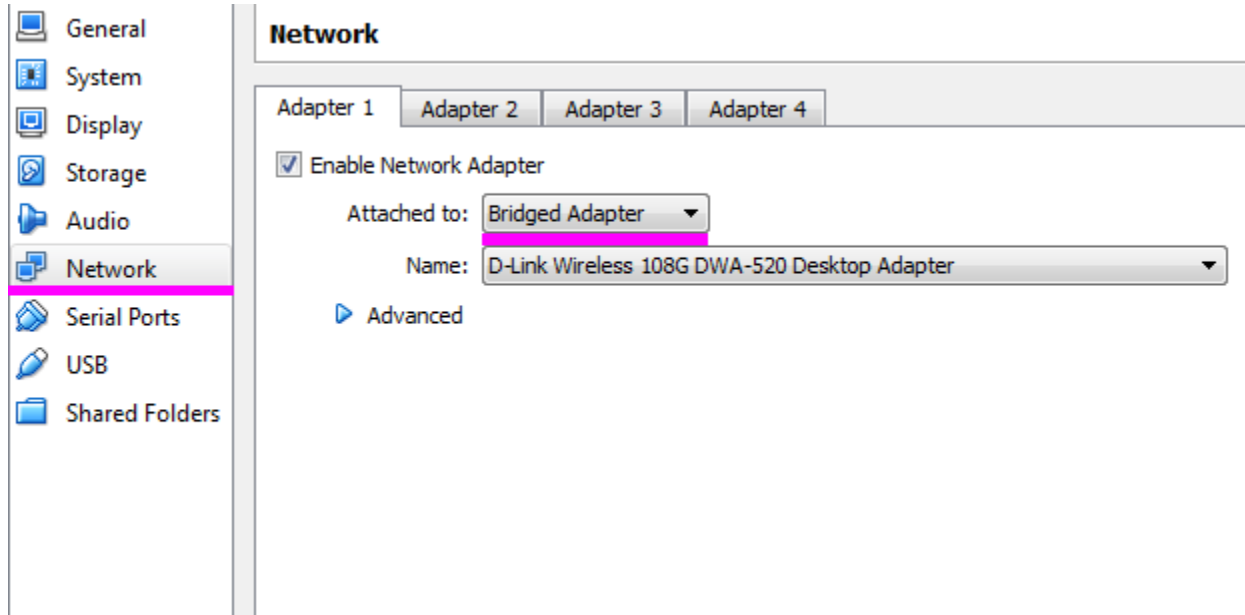 General
System
Display
Storage
Audio
Network
Serial Ports
USB
Shared Folders
Network
Adapter 1 Adapter 2 Adapter 3 Adapter 4
Enable Network Adapter
Attached to: Bridged Adapter
Name: D-Link Wireless 108G DWA-520 Desktop Adapter
Advanced